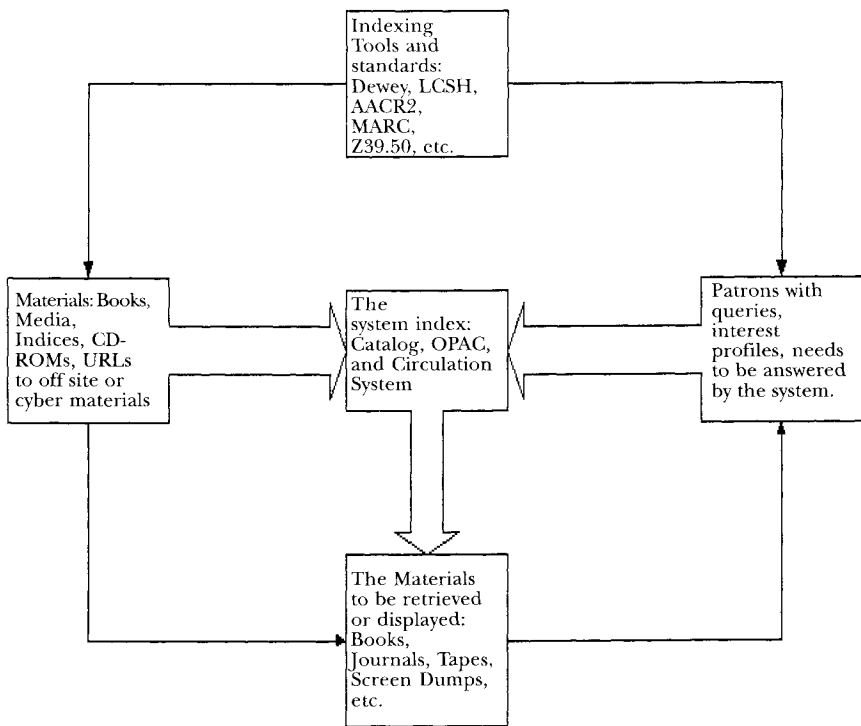 Indexing
Tools and
standards:
Dewey, LCSH,
AACR2,
MARC,
Z39.50, etc.
Materials: Books,
Media,
Indices, CD-
ROMs, URLs
to off site or
cyber materials
The
system index:
Catalog, OPAC,
and Circulation
System
Patrons with
queries,
interest
profiles, needs
to be answered
by the system.
The Materials
to be retrieved
or displayed:
Books,
Journals, Tapes,
Screen Dumps,
etc.